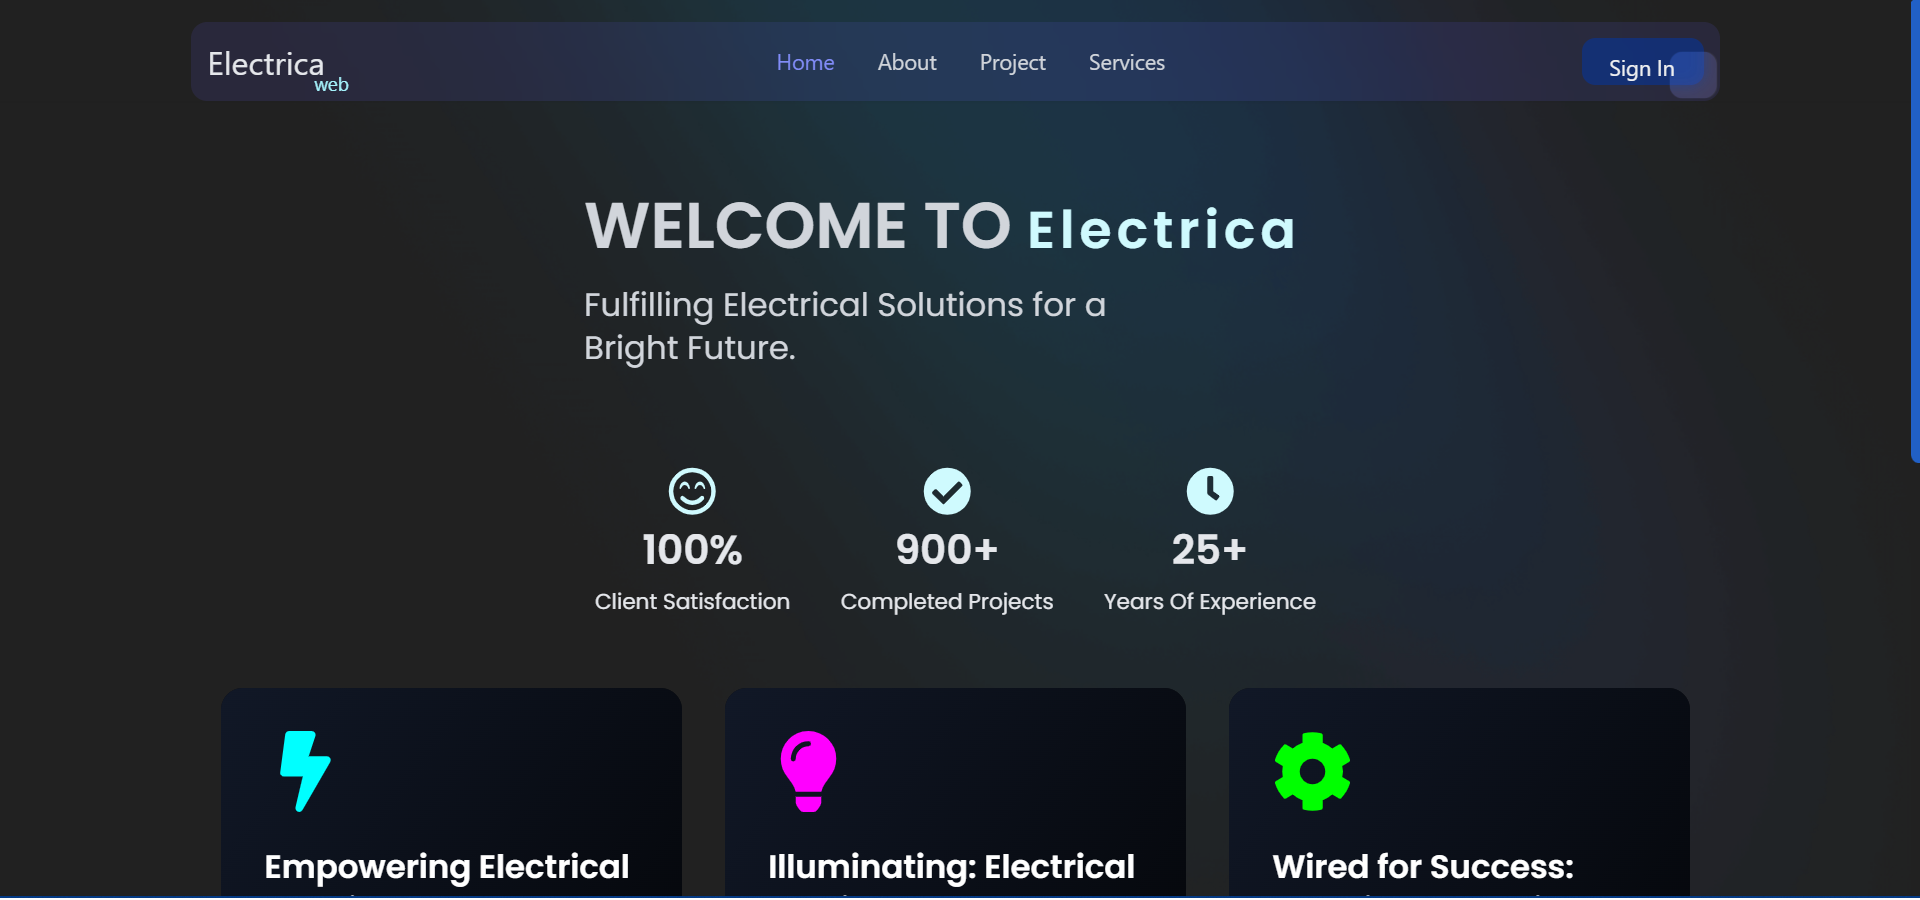 Electrica
web
Home About Project Services
Sign In
WELCOME TO Electrica
Fulfilling Electrical Solutions for a
Bright Future.
100% 900+ 25+
Client Satisfaction Completed Projects Years Of Experience
Empowering Electrical Illuminating: Electrical Wired for Success: